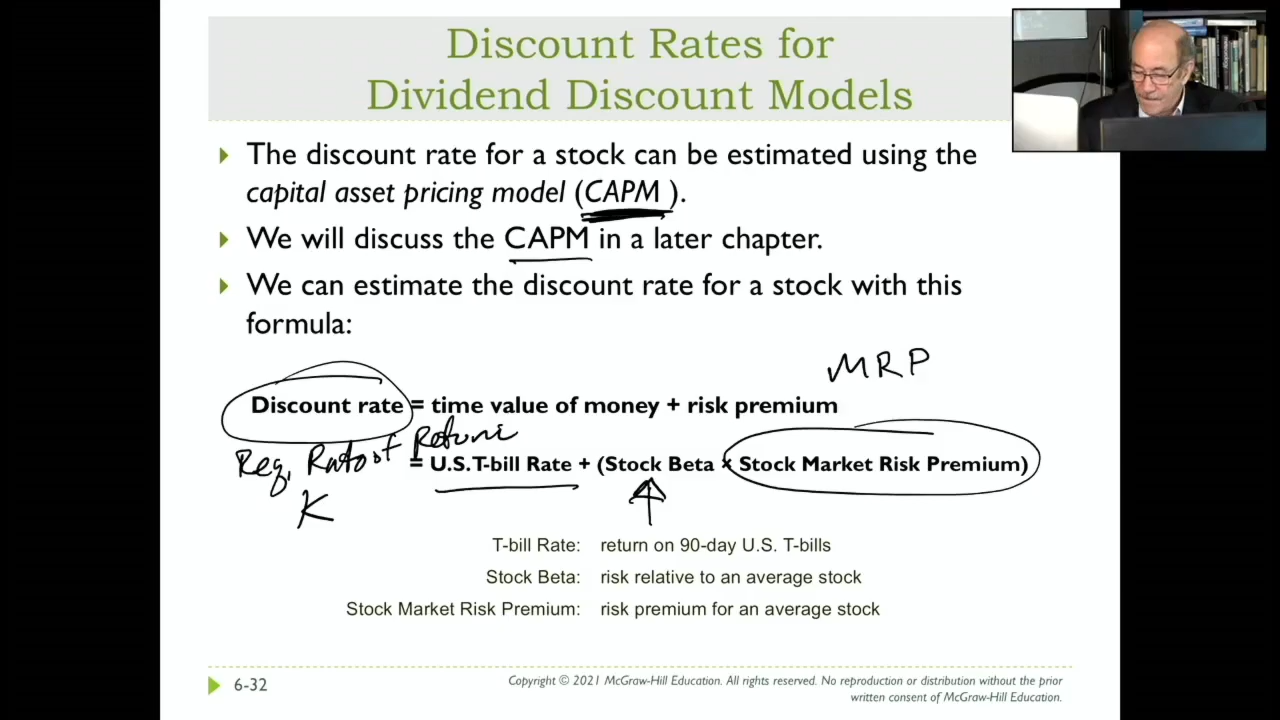 Discount Rates for
Dividend Discount Models
The discount rate for a stock can be estimated using the
capital asset pricing model (CAPM ).
We will discuss the CAPM in a later chapter.
We can estimate the discount rate for a stock with this
formula:
MRP
Discount rate = time value of money + risk premium
Req. Rate of Return
= U.S.T-bill Rate + (Stock Beta × Stock Market Risk Premium)
K
T-bill Rate: return on 90-day U.S. T-bills
Stock Beta: risk relative to an average stock
Stock Market Risk Premium: risk premium for an average stock
6-32
Copyright © 2021 McGraw-Hill Education. All rights reserved. No reproduction or distribution without the prior
written consent of McGraw-Hill Education.